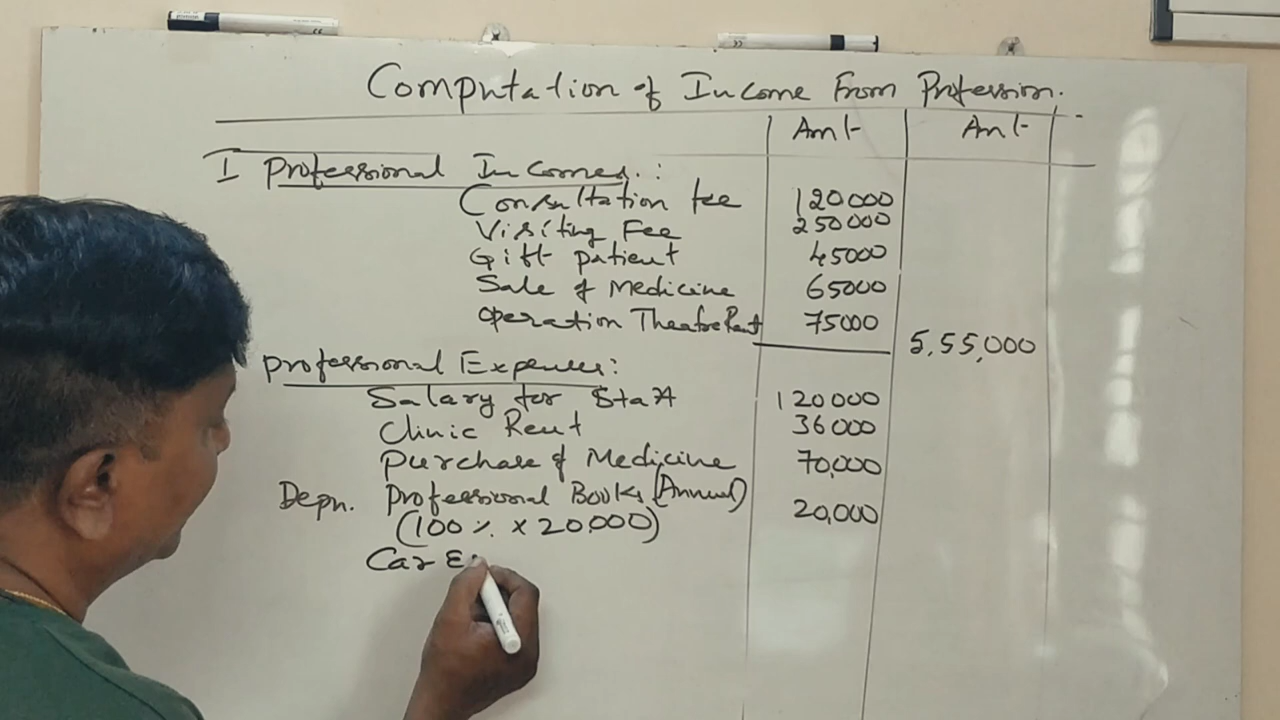 Computation of Income From Profession.
Amt Amt
I Professional Incomes. :
Consultation fee 120000
Visiting Fee 250000
Gift patient 45000
Sale of Medicine 65000
Operation Theatre Rent 75000
5,55,000
Professional Expenses:
Salary for Staff 120000
Clinic Rent 36000
Purchase of Medicine 70,000
Depn. Professional Books (Annual) 20,000
(100 % x 20,000)
Car